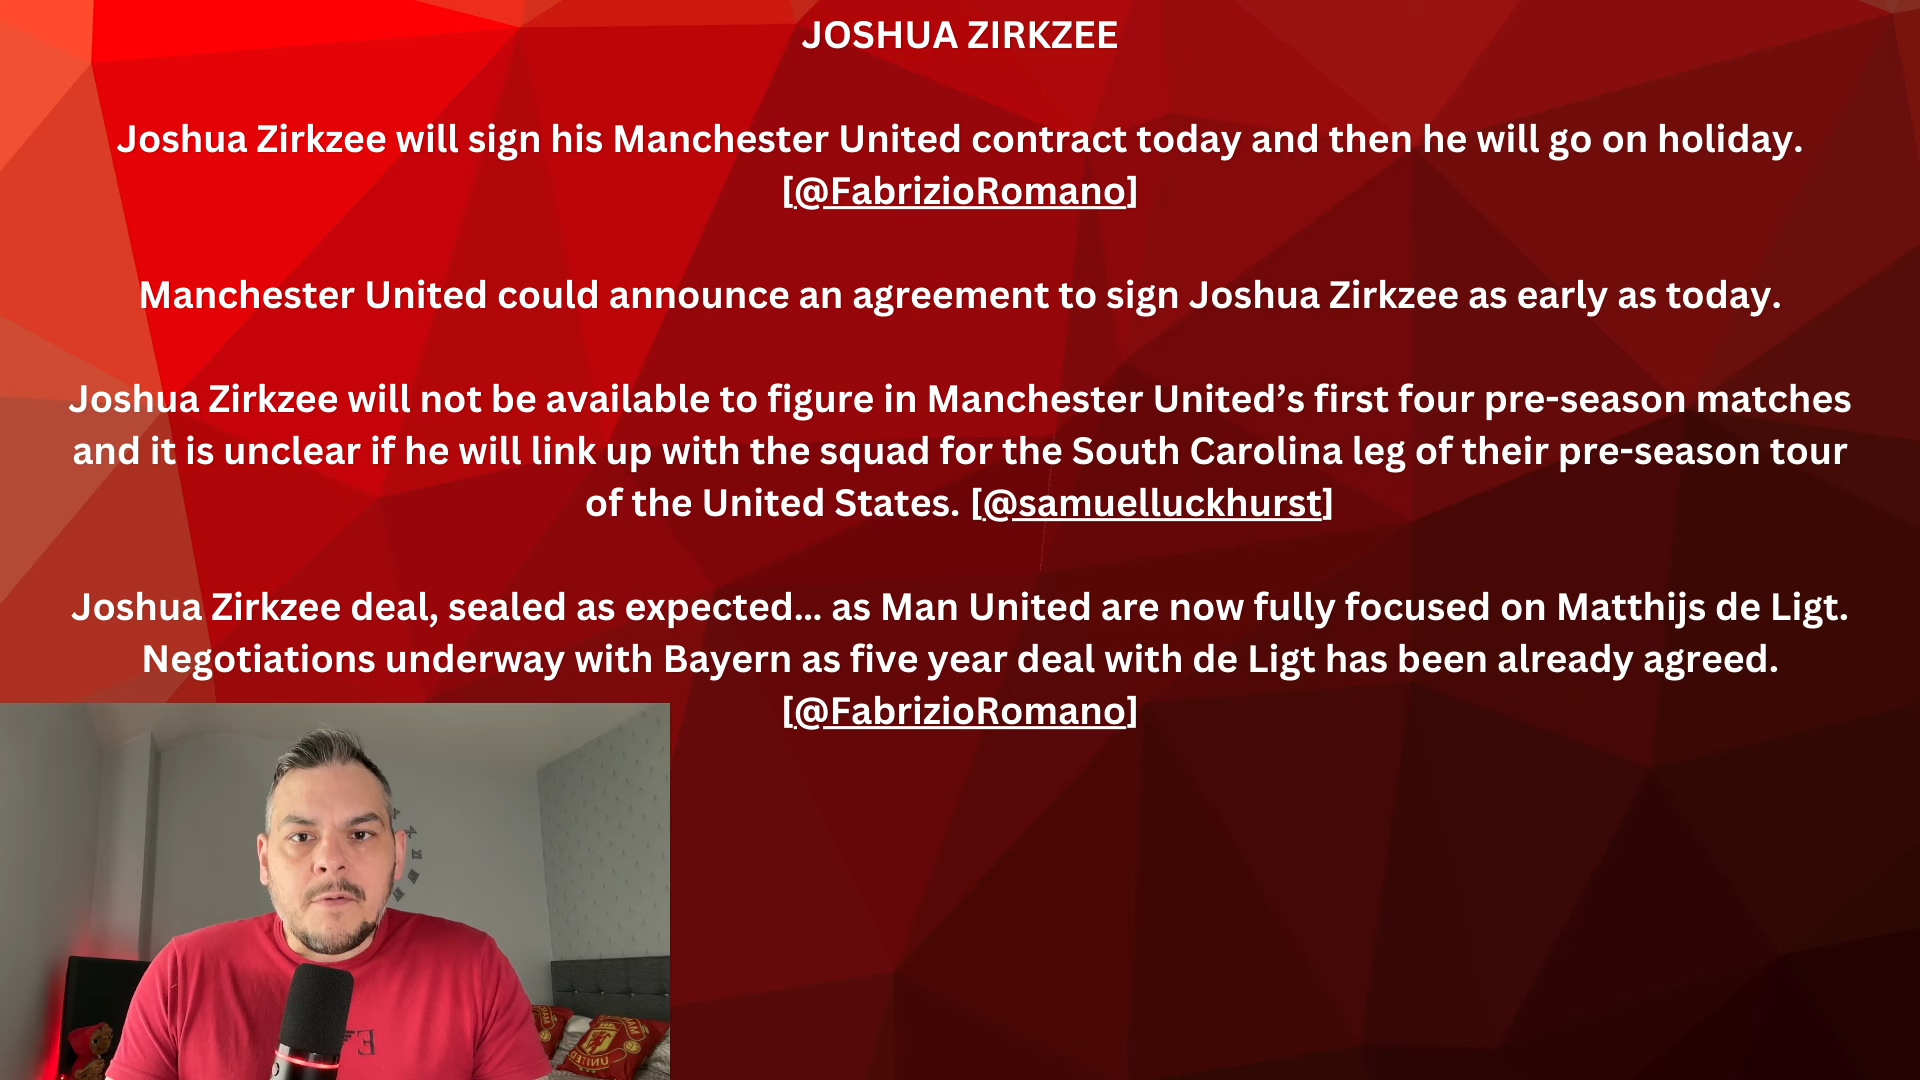 JOSHUA ZIRKZEE
Joshua Zirkzee will sign his Manchester United contract today and then he will go on holiday.
[@FabrizioRomano]
Manchester United could announce an agreement to sign Joshua Zirkzee as early as today.
Joshua Zirkzee will not be available to figure in Manchester United’s first four pre-season matches
and it is unclear if he will link up with the squad for the South Carolina leg of their pre-season tour
of the United States. [@samuelluckhurst]
Joshua Zirkzee deal, sealed as expected... as Man United are now fully focused on Matthijs de Ligt.
Negotiations underway with Bayern as five year deal with de Ligt has been already agreed.
[@FabrizioRomano]